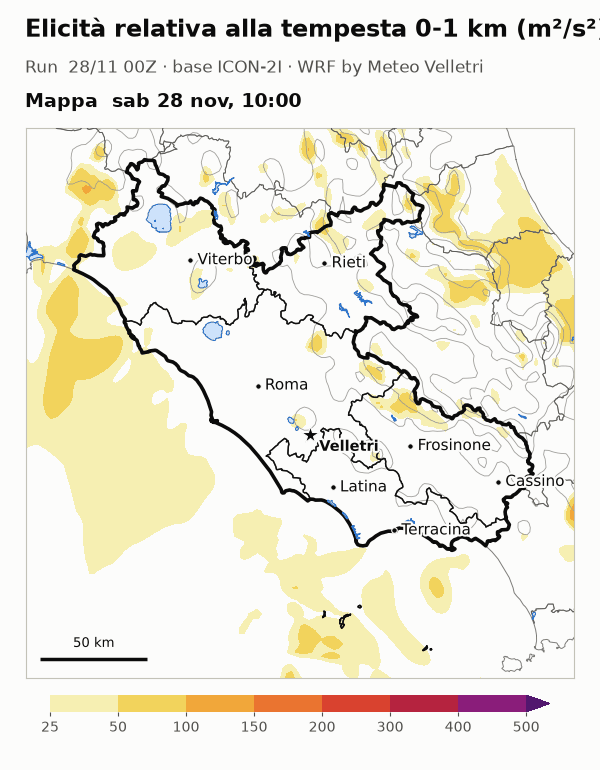 Elicità relativa alla tempesta 0-1 km (m²/s²)
Run  28/11 00Z · base ICON-2I · WRF by Meteo Velletri
Mappa  sab 28 nov, 10:00
Viterbo
Rieti
Roma
Velletri
Frosinone
Cassino
Latina
Terracina
50 km
25 50 100 150 200 300 400 500